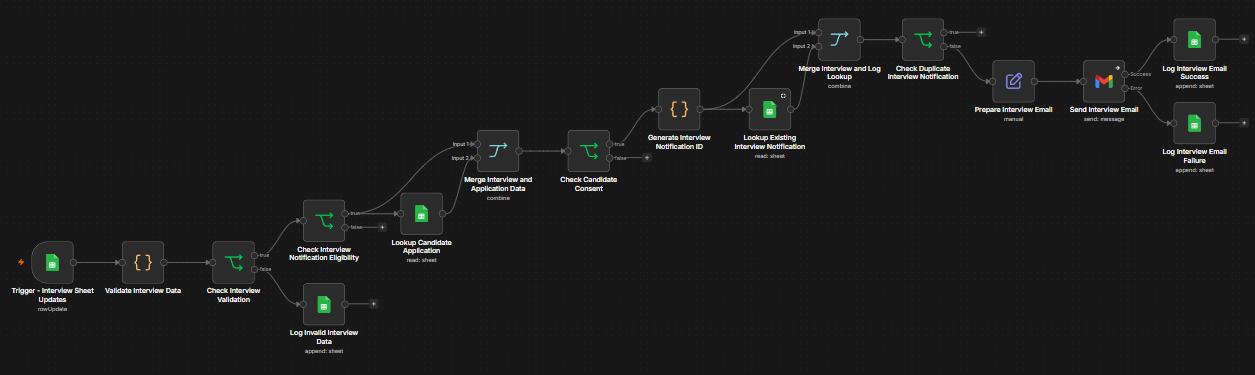 Trigger - Interview Sheet
Updates
rowUpdate
Validate Interview Data
Check Interview
Validation
true
false
Check Interview
Notification Eligibility
true
false
Log Invalid Interview
Data
append: sheet
Lookup Candidate
Application
read: sheet
Input 1
Input 2
Merge Interview and
Application Data
combine
Check Candidate
Consent
true
false
Generate Interview
Notification ID
Lookup Existing
Interview Notification
read: sheet
Input 1
Input 2
Merge Interview and Log
Lookup
combine
Check Duplicate
Interview Notification
true
false
Prepare Interview Email
manual
Send Interview Email
send: message
Success
Error
Log Interview Email
Success
append: sheet
Log Interview Email
Failure
append: sheet